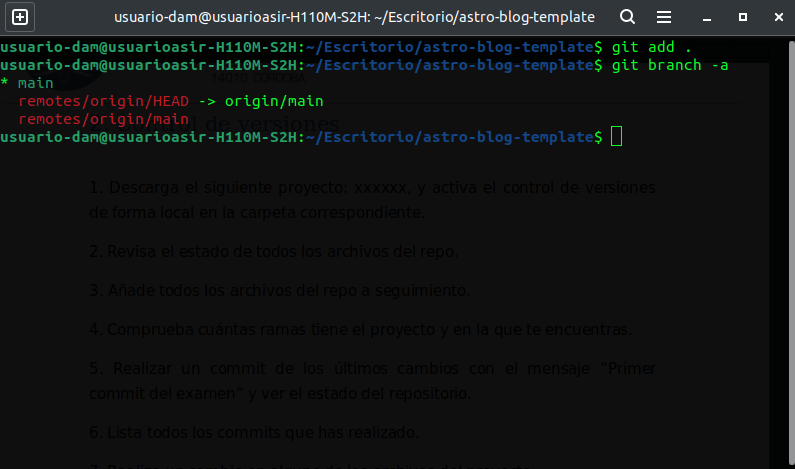 usuario-dam@usuarioasir-H110M-S2H: ~/Escritorio/astro-blog-template
usuario-dam@usuarioasir-H110M-S2H:~/Escritorio/astro-blog-template$ git add .
usuario-dam@usuarioasir-H110M-S2H:~/Escritorio/astro-blog-template$ git branch -a
* main
14010 CÓRDOBA
remotes/origin/HEAD -> origin/main
remotes/origin/main
de versiones
usuario-dam@usuarioasir-H110M-S2H:~/Escritorio/astro-blog-template$
1. Descarga el siguiente proyecto: xxxxxx, y activa el control de versiones
de forma local en la carpeta correspondiente.
2. Revisa el estado de todos los archivos del repo.
3. Añade todos los archivos del repo a seguimiento.
4. Comprueba cuántas ramas tiene el proyecto y en la que te encuentras.
5. Realizar un commit de los últimos cambios con el mensaje "Primer
commit del examen" y ver el estado del repositorio.
6. Lista todos los commits que has realizado.